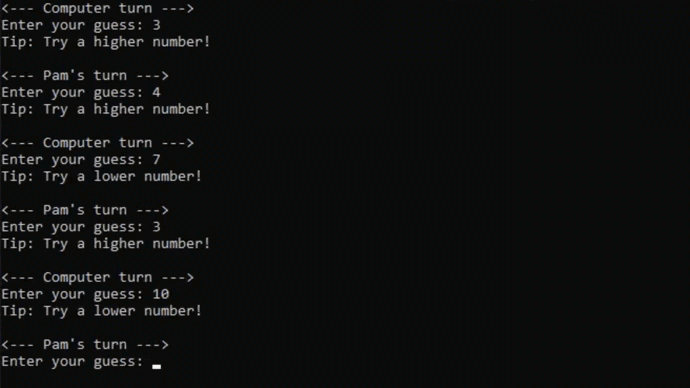 <--- Computer turn --->
Enter your guess: 3
Tip: Try a higher number!
<--- Pam's turn --->
Enter your guess: 4
Tip: Try a higher number!
<--- Computer turn --->
Enter your guess: 7
Tip: Try a lower number!
<--- Pam's turn --->
Enter your guess: 3
Tip: Try a higher number!
<--- Computer turn --->
Enter your guess: 10
Tip: Try a lower number!
<--- Pam's turn --->
Enter your guess: